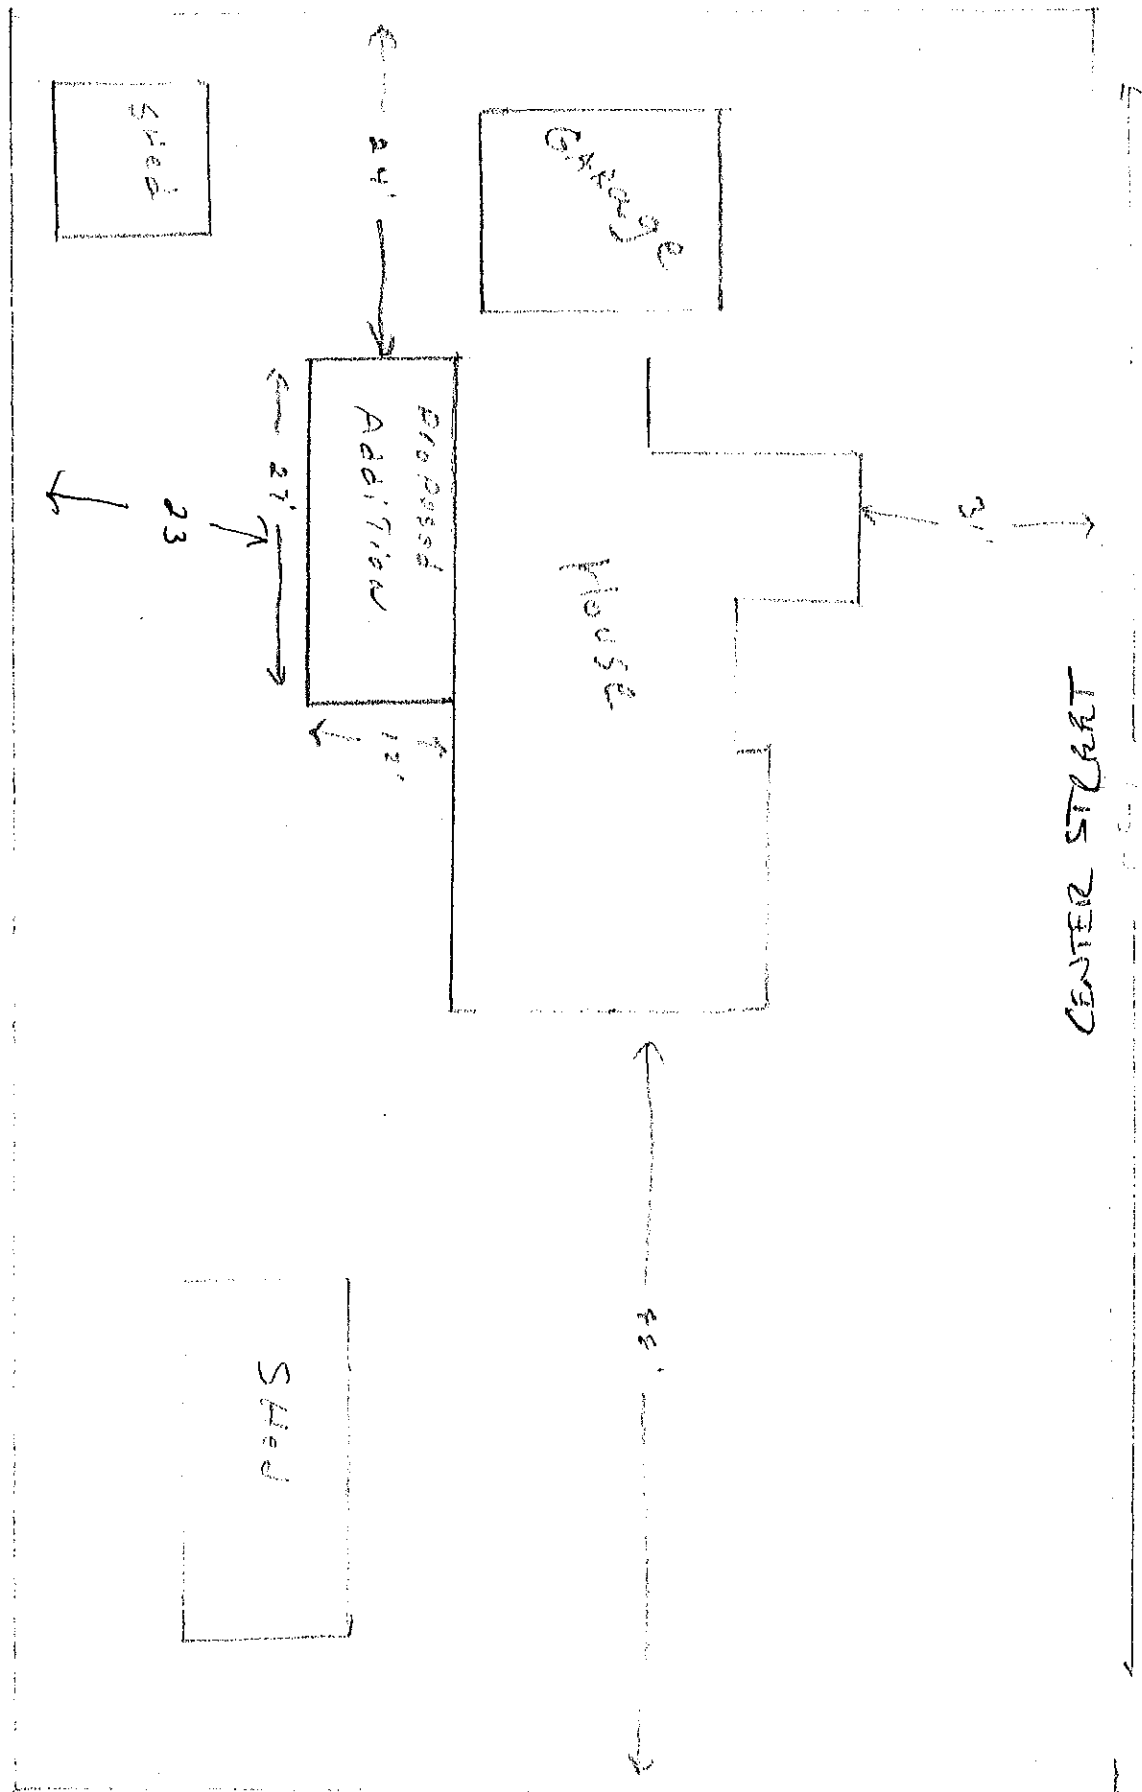 CENTER STREET
31'
Garage
House
Proposed
Addition
24'
27'
12'
23
Shed
SHed